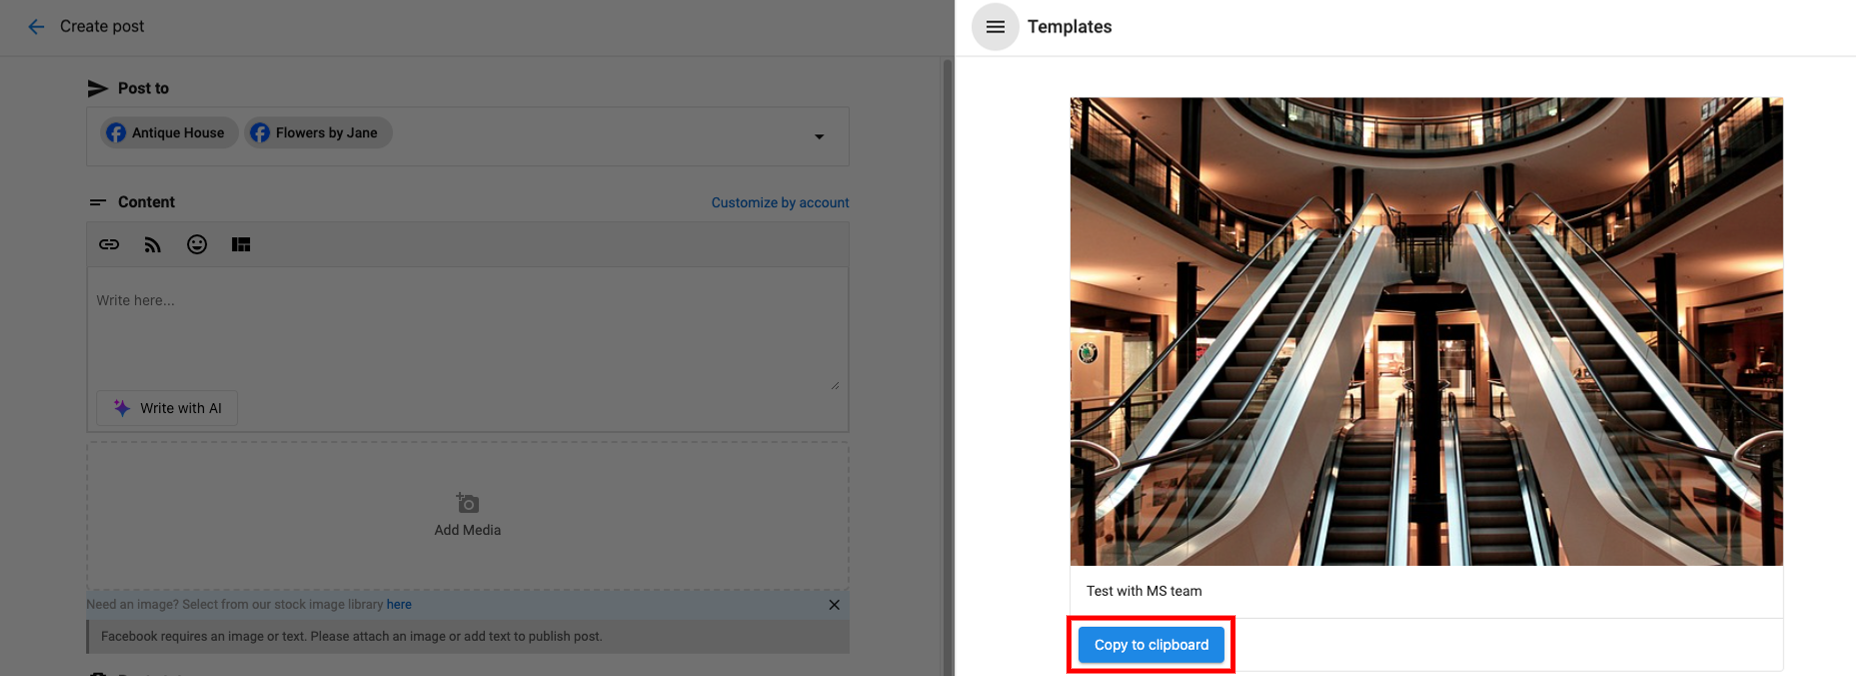 Create post
Post to
Antique House
Flowers by Jane
Content
Customize by account
Write here...
Write with AI
Add Media
Need an image? Select from our stock image library here
Facebook requires an image or text. Please attach an image or add text to publish post.
Templates
Test with MS team
Copy to clipboard